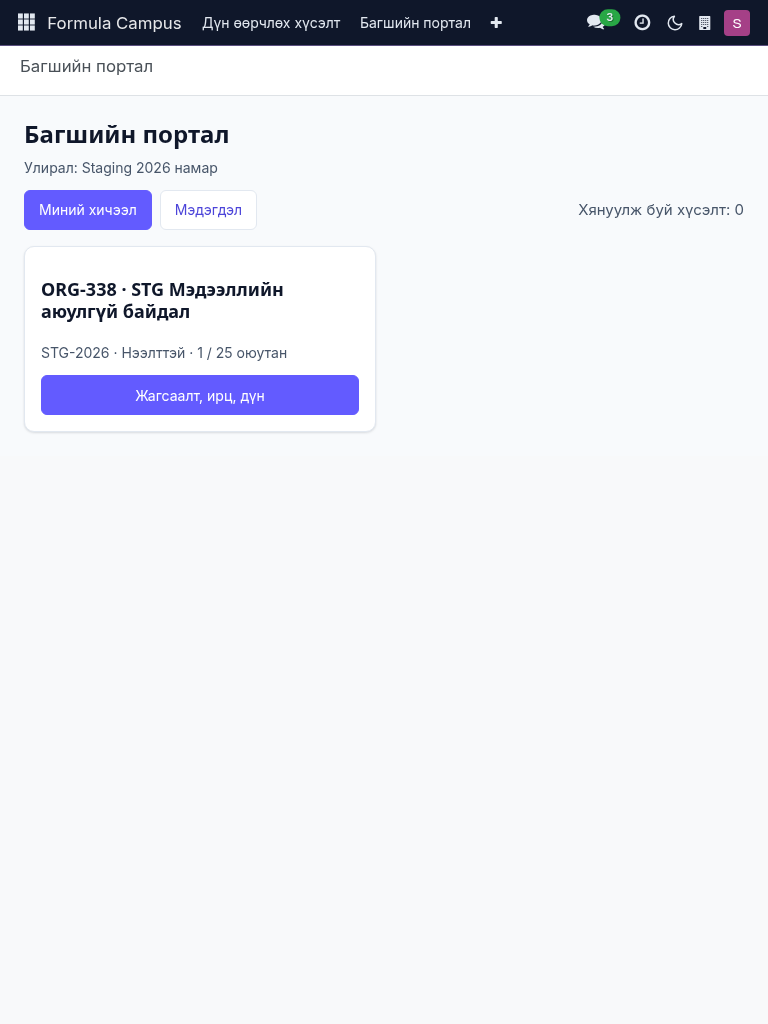 Formula Campus Дүн өөрчлөх хүсэлт Багшийн портал 3 S
Багшийн портал
Багшийн портал
Улирал: Staging 2026 намар
Миний хичээл Мэдэгдэл Хянуулж буй хүсэлт: 0
ORG-338 · STG Мэдээллийн
аюулгүй байдал
STG-2026 · Нээлттэй · 1 / 25 оюутан
Жагсаалт, ирц, дүн